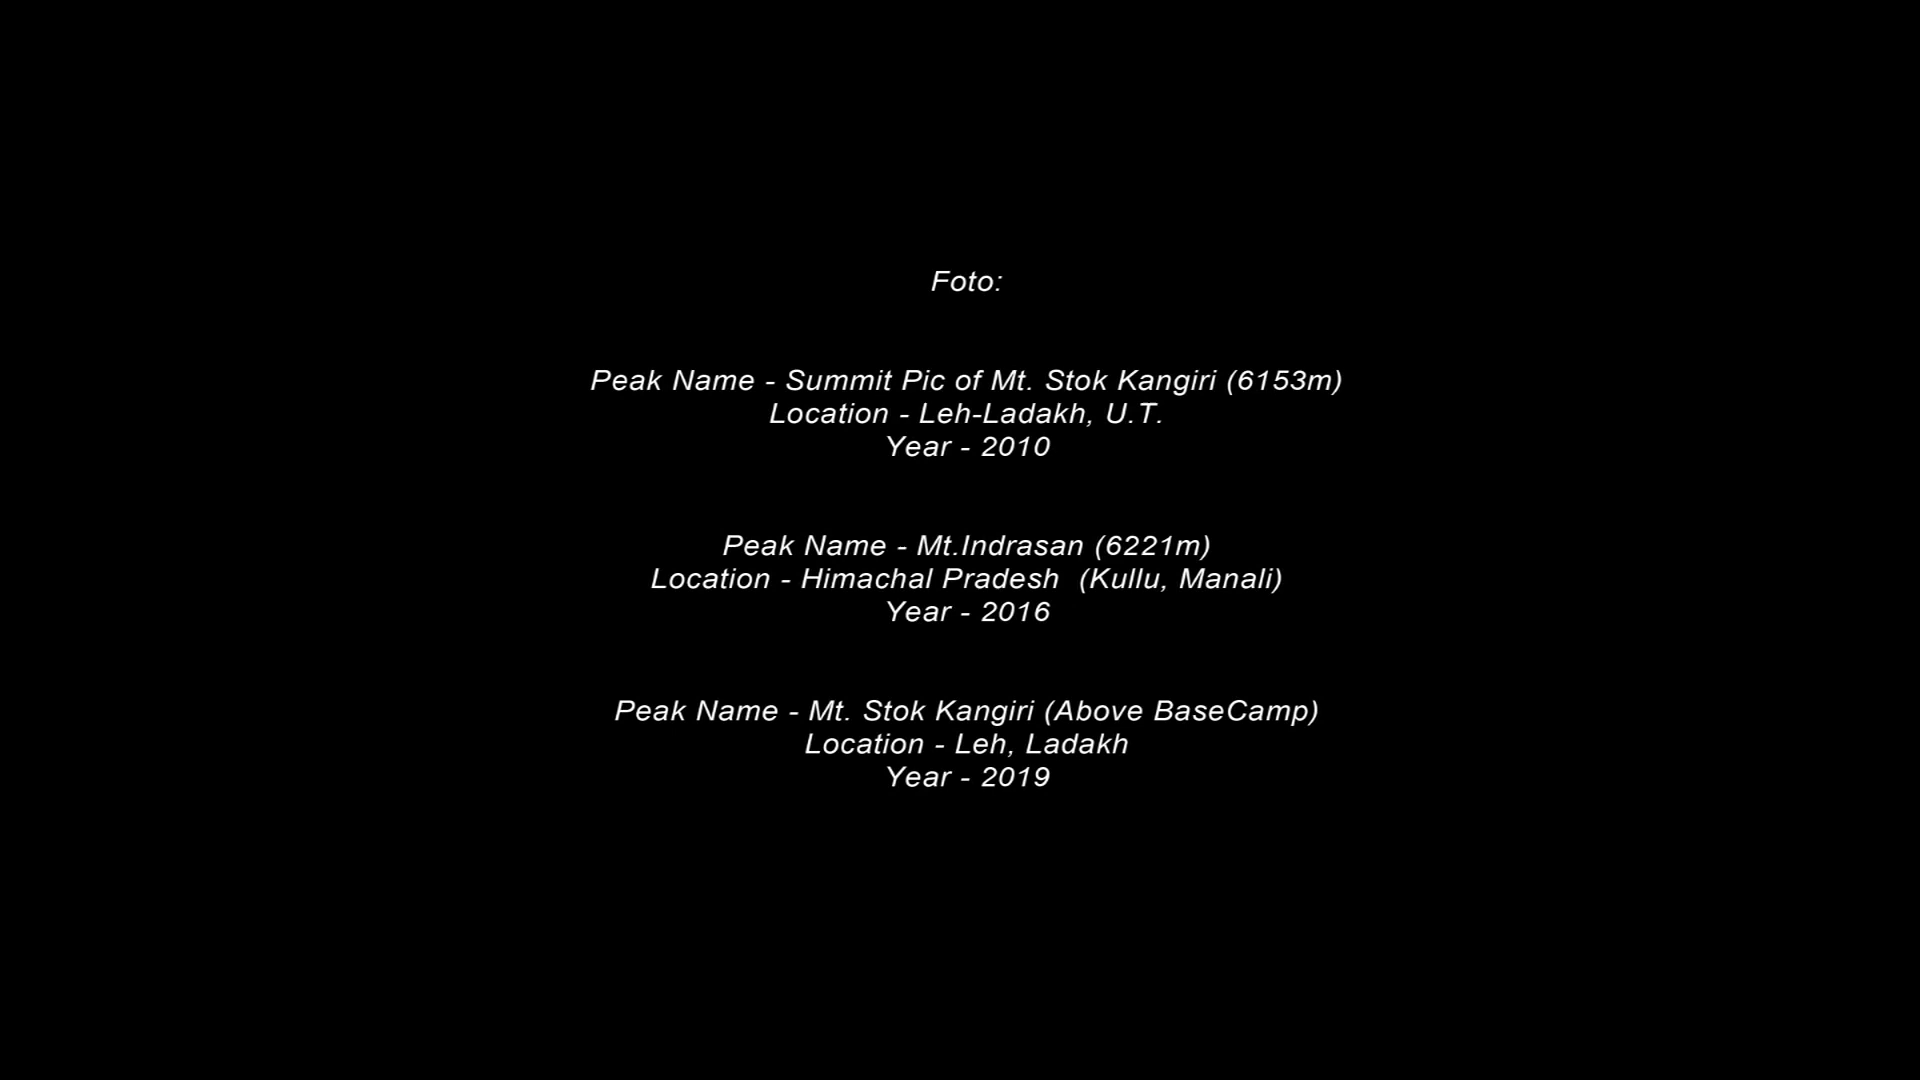 Foto:
Peak Name - Summit Pic of Mt. Stok Kangiri (6153m)
Location - Leh-Ladakh, U.T.
Year - 2010
Peak Name - Mt.Indrasan (6221m)
Location - Himachal Pradesh  (Kullu, Manali)
Year - 2016
Peak Name - Mt. Stok Kangiri (Above BaseCamp)
Location - Leh, Ladakh
Year - 2019